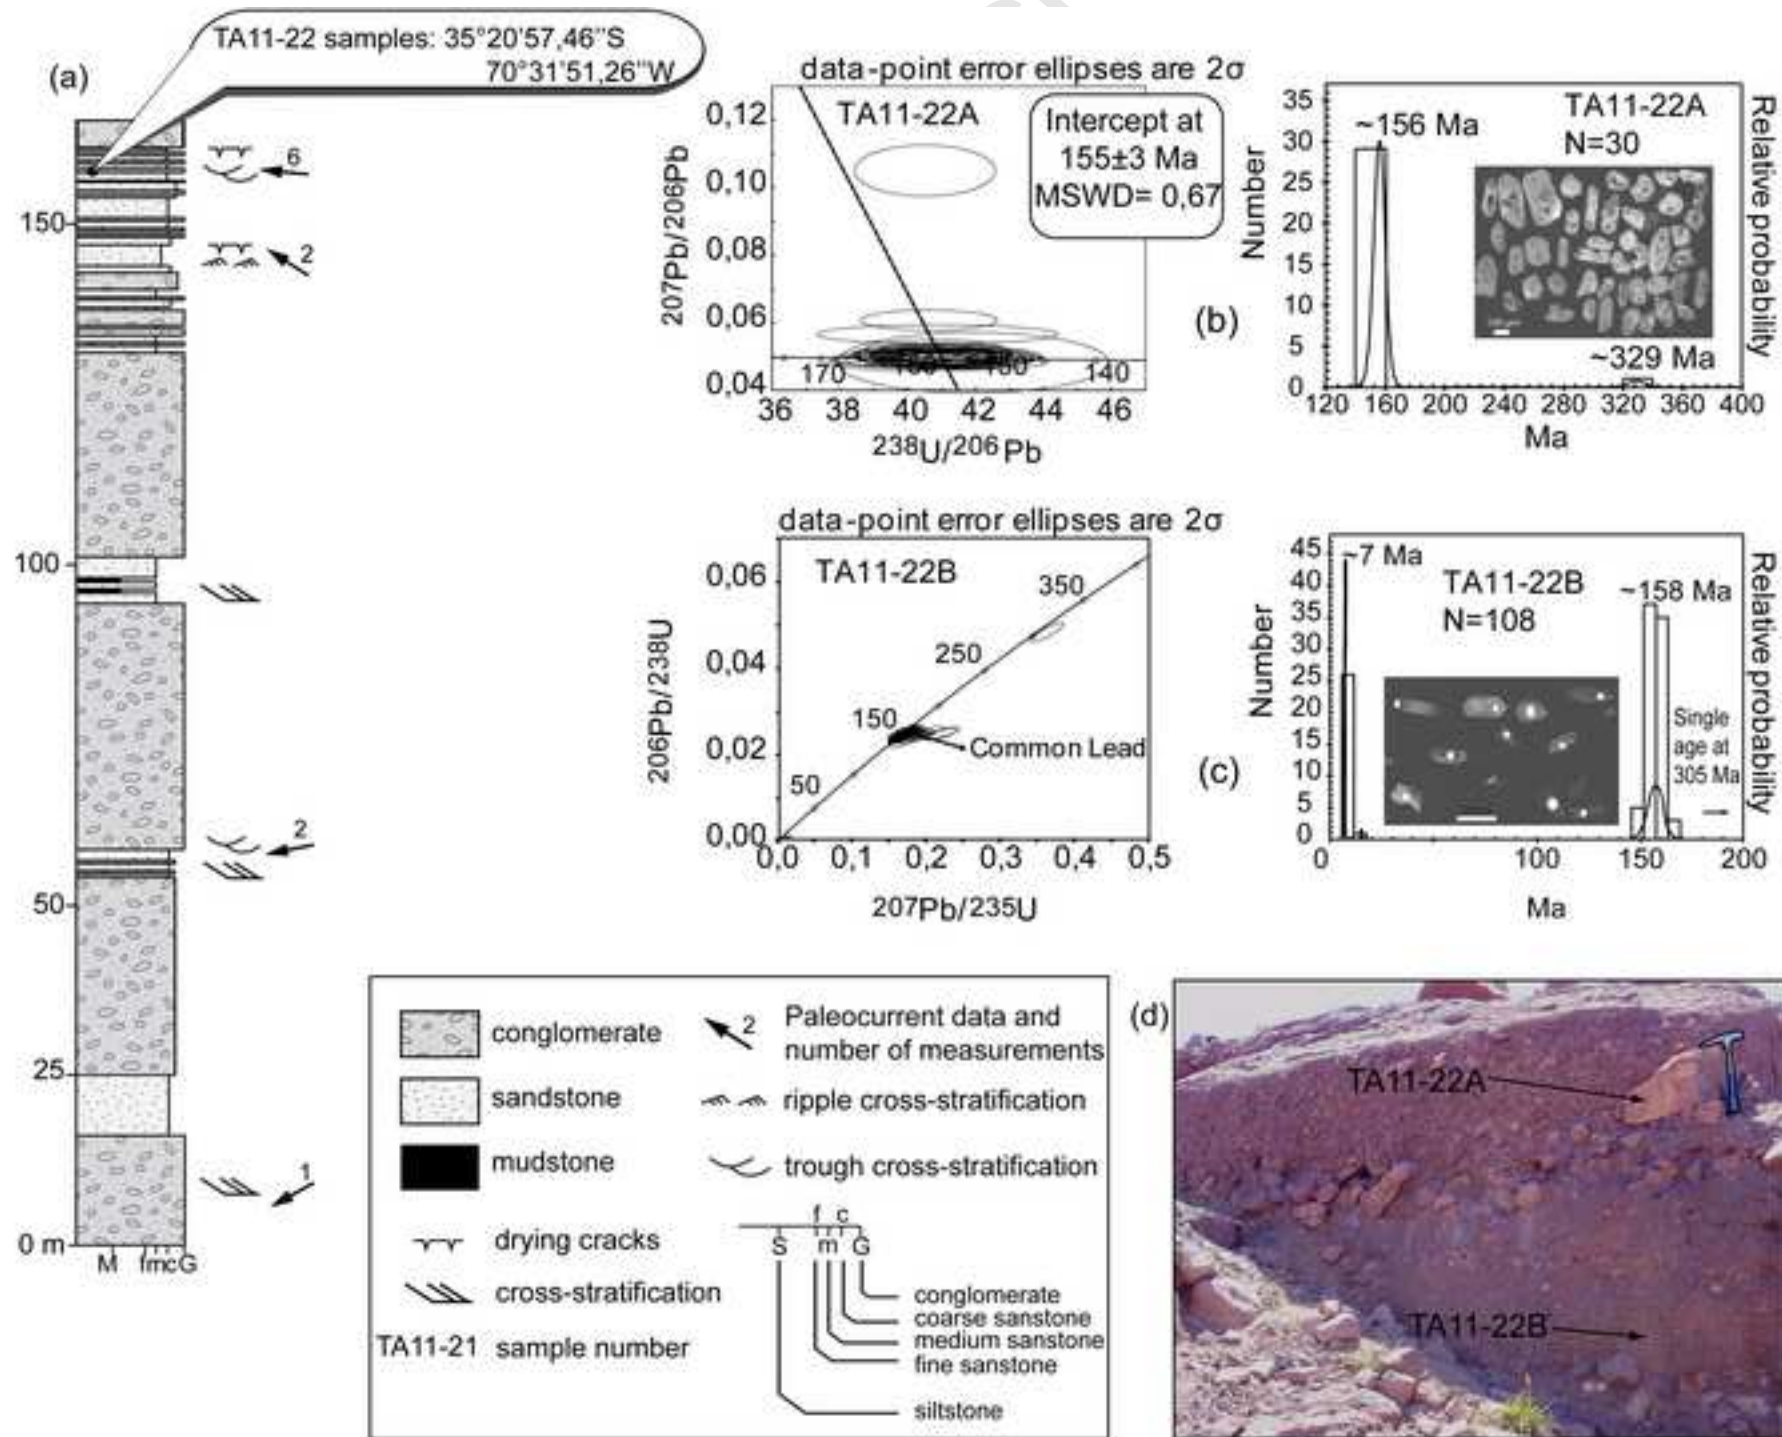 (a)
TA11-22 samples: 35°20'57,46"S
70°31'51,26"W
150
100
50
25
0 m
M fmcG
6
2
2
1
data-point error ellipses are 2σ
TA11-22A
Intercept at
155±3 Ma
MSWD= 0,67
207Pb/206Pb
0,12
0,10
0,08
0,06
0,04
170
140
36 38 40 42 44 46
238U/206 Pb
(b)
TA11-22A
N=30
~156 Ma
~329 Ma
Number
35
30
25
20
15
10
5
0
120 160 200 240 280 320 360 400
Ma
Relative probability
data-point error ellipses are 2σ
TA11-22B
206Pb/238U
0,06
0,04
0,02
0,00
350
250
150
50
Common Lead
0,0 0,1 0,2 0,3 0,4 0,5
207Pb/235U
(c)
~7 Ma
TA11-22B
N=108
~158 Ma
Single
age at
305 Ma
Number
45
40
35
30
25
20
15
10
5
0
0 100 150 200
Ma
Relative probability
conglomerate
sandstone
mudstone
drying cracks
cross-stratification
TA11-21 sample number
2 Paleocurrent data and
number of measurements
ripple cross-stratification
trough cross-stratification
f c
S m G
conglomerate
coarse sanstone
medium sanstone
fine sanstone
siltstone
(d)
TA11-22A
TA11-22B